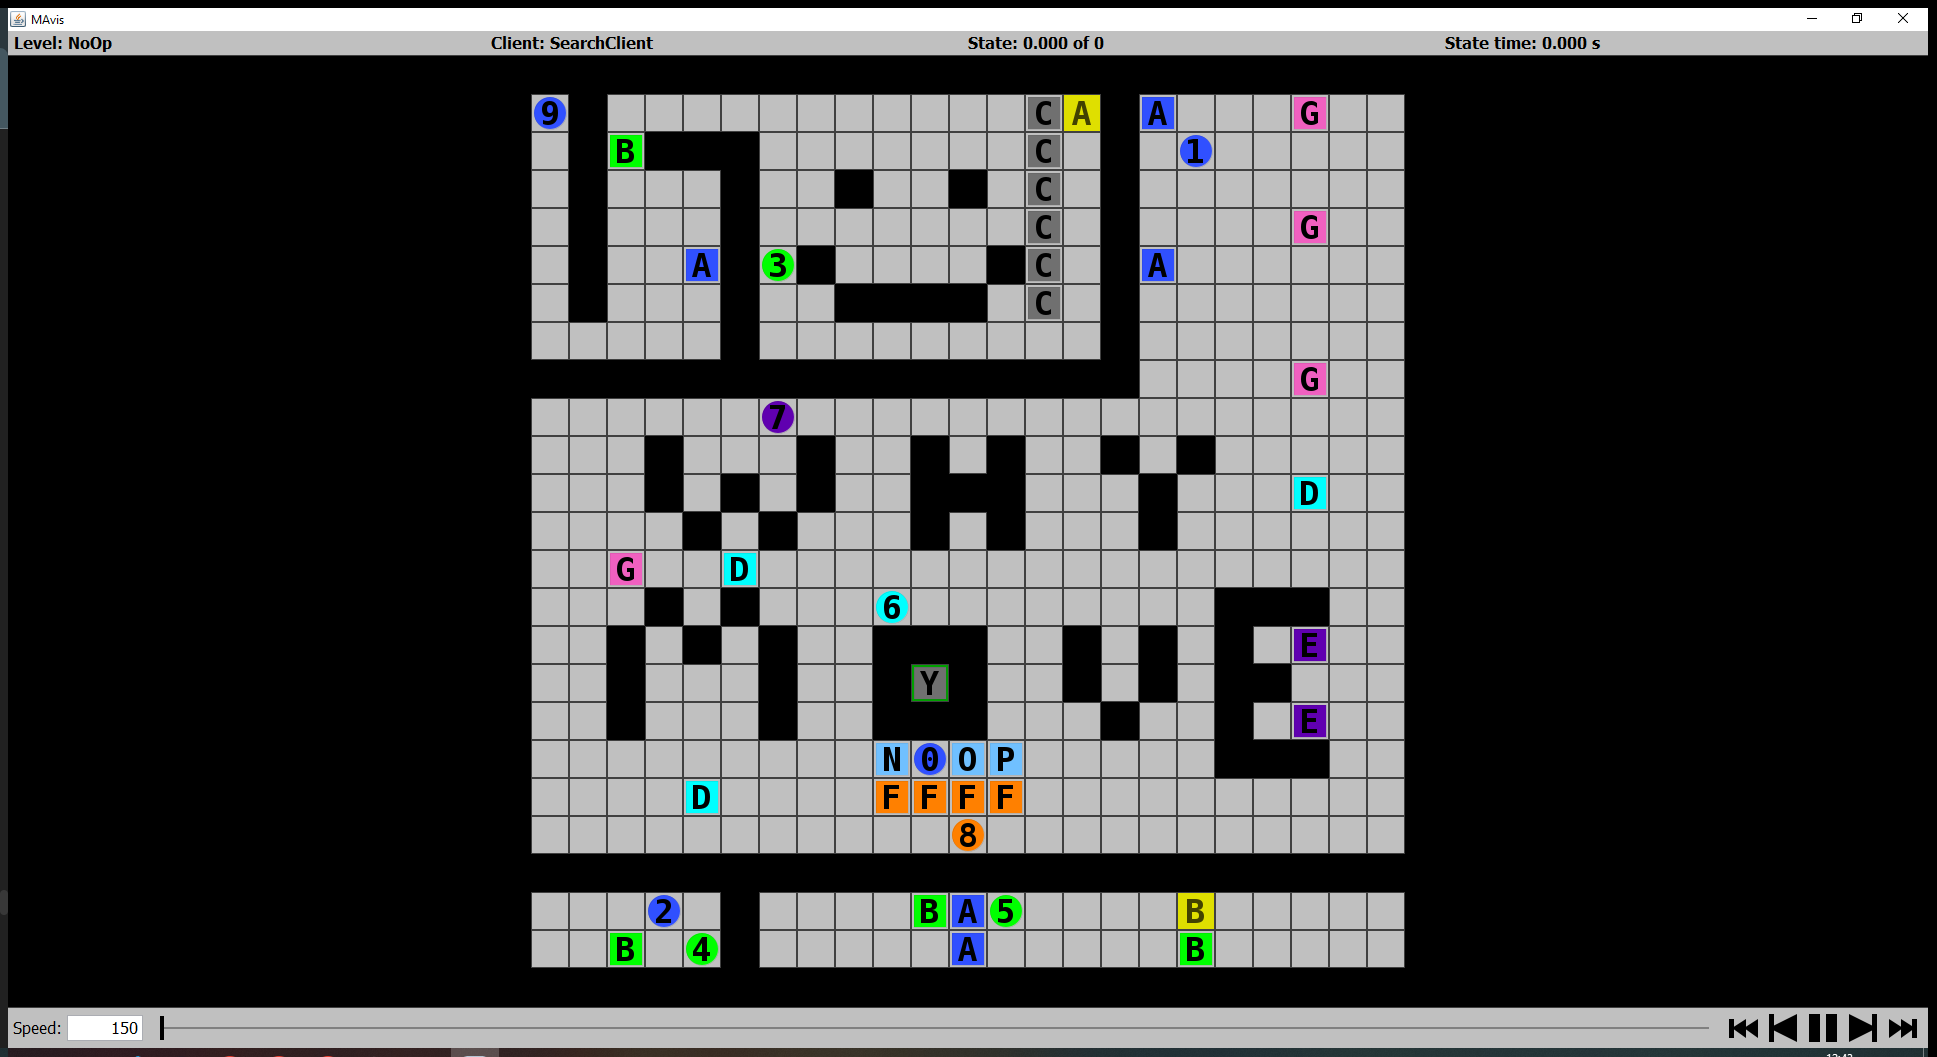 MAvis
Level: NoOp Client: SearchClient State: 0.000 of 0 State time: 0.000 s
9 C A A G
B C 1
C
C G
A 3 C A
C
G
7
D
G D
6
E
Y
E
N 0 O P
D F F F F
8
2 B A 5 B
B 4 A B
Speed: 150